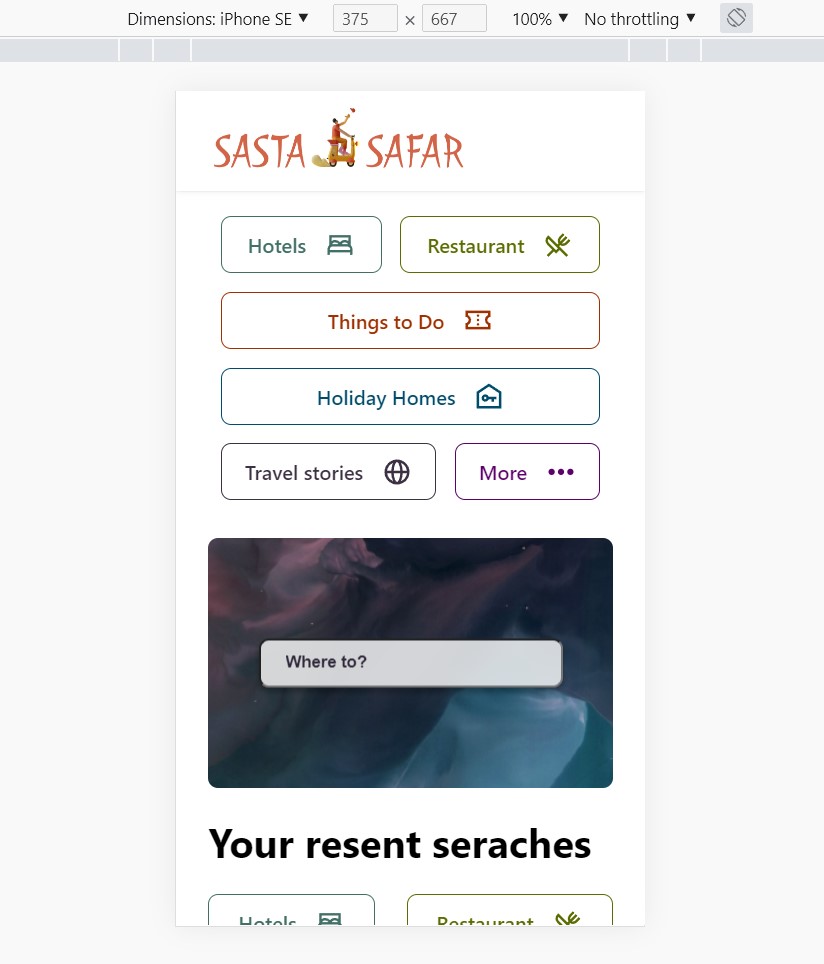 Dimensions: iPhone SE ▼ 375 × 667 100% ▼ No throttling ▼
SASTA SAFAR
Hotels Restaurant
Things to Do
Holiday Homes
Travel stories More •••
Where to?
Your resent seraches
Hotels Restaurant